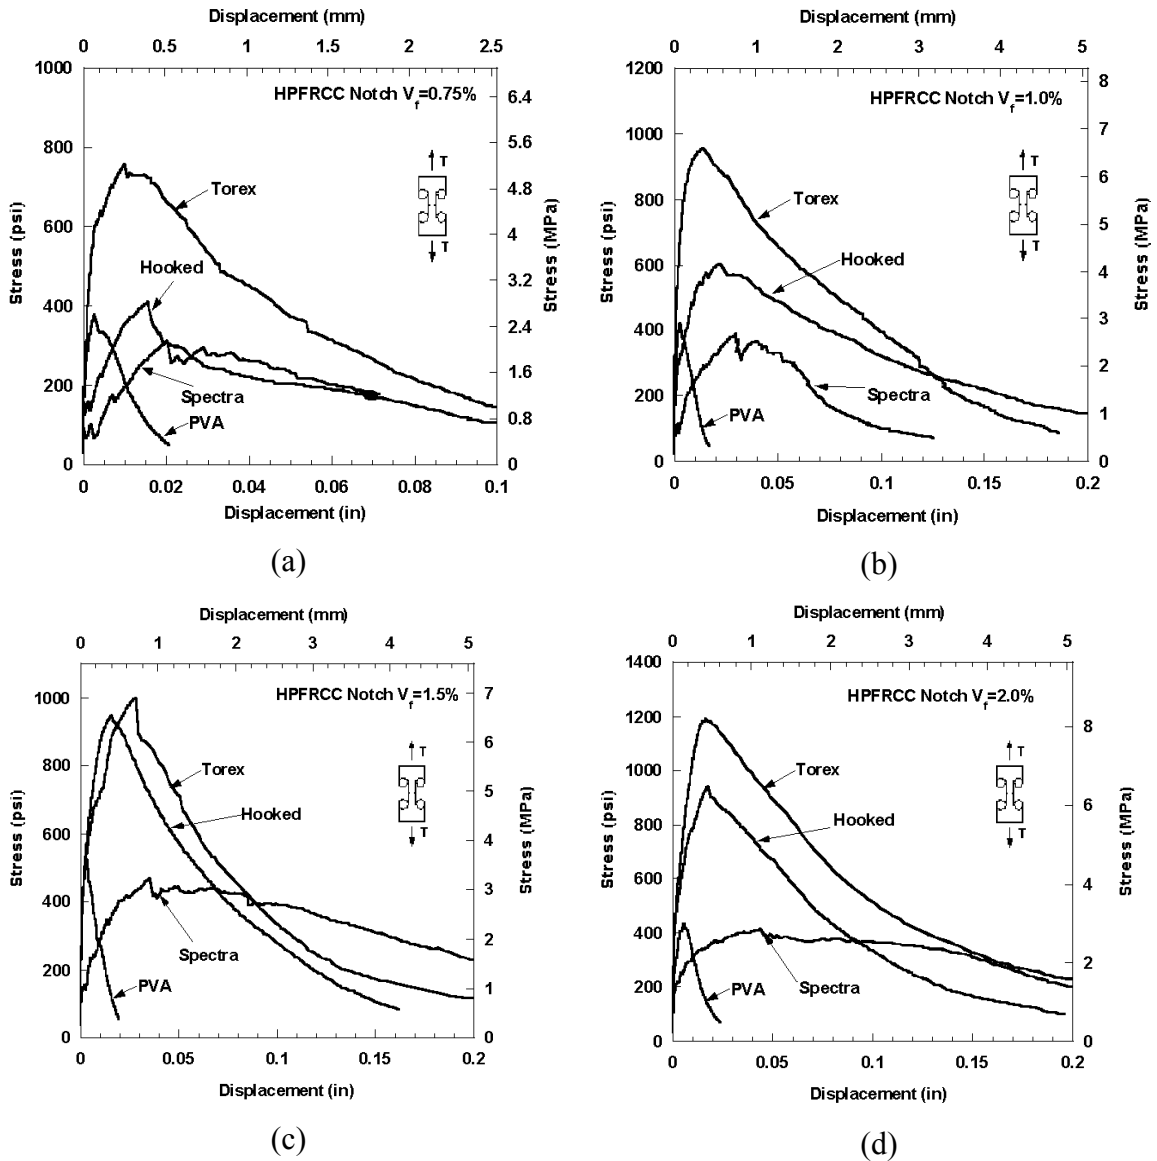 Displacement (mm)
0 0.5 1 1.5 2 2.5
1000
800
600
400
200
0
Stress (psi)
HPFRCC Notch Vf=0.75%
T
T
Torex
Hooked
Spectra
PVA
6.4
5.6
4.8
4
3.2
2.4
1.6
0.8
0
Stress (MPa)
0 0.02 0.04 0.06 0.08 0.1
Displacement (in)
(a)
Displacement (mm)
0 1 2 3 4 5
1200
1000
800
600
400
200
0
Stress (psi)
HPFRCC Notch Vf=1.0%
T
T
Torex
Hooked
Spectra
PVA
8
7
6
5
4
3
2
1
0
Stress (MPa)
0 0.05 0.1 0.15 0.2
Displacement (in)
(b)
Displacement (mm)
0 1 2 3 4 5
1000
800
600
400
200
0
Stress (psi)
HPFRCC Notch Vf=1.5%
T
T
Torex
Hooked
Spectra
PVA
7
6
5
4
3
2
1
0
Stress (MPa)
0 0.05 0.1 0.15 0.2
Displacement (in)
(c)
Displacement (mm)
0 1 2 3 4 5
1400
1200
1000
800
600
400
200
0
Stress (psi)
HPFRCC Notch Vf=2.0%
T
T
Torex
Hooked
Spectra
PVA
8
6
4
2
0
Stress (MPa)
0 0.05 0.1 0.15 0.2
Displacement (in)
(d)